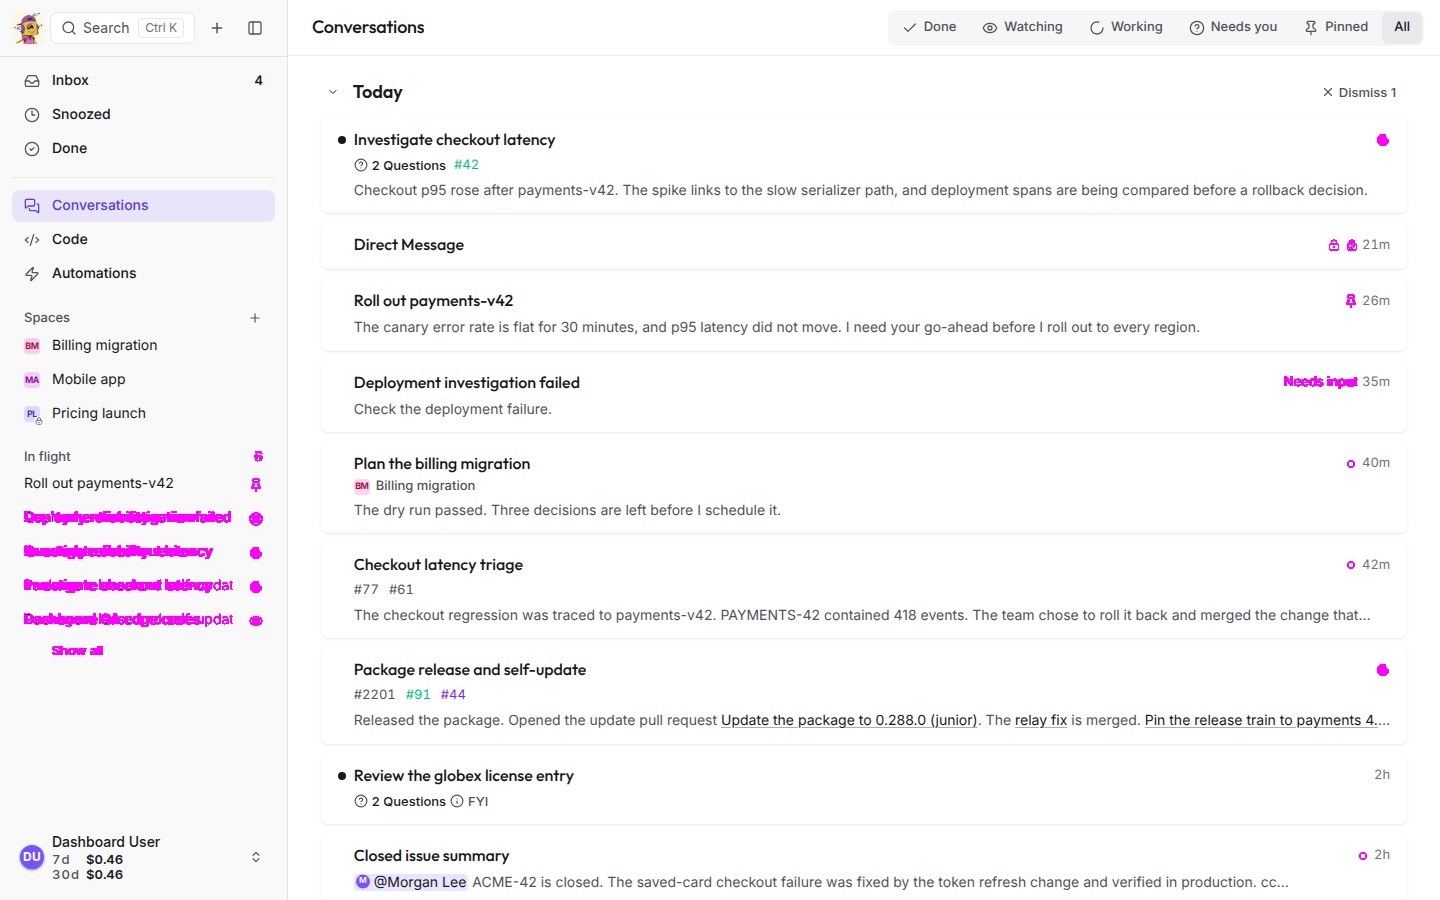 Search Ctrl K
Conversations
Done Watching Working Needs you Pinned All
Inbox 4
Snoozed
Done
Conversations
Code
Automations
Spaces
BM Billing migration
MA Mobile app
PL Pricing launch
In flight
Roll out payments-v42
Show all
DU Dashboard User
7d $0.46
30d $0.46
Today Dismiss 1
Investigate checkout latency
2 Questions #42
Checkout p95 rose after payments-v42. The spike links to the slow serializer path, and deployment spans are being compared before a rollback decision.
Direct Message 21m
Roll out payments-v42 26m
The canary error rate is flat for 30 minutes, and p95 latency did not move. I need your go-ahead before I roll out to every region.
Deployment investigation failed Needs input 35m
Check the deployment failure.
Plan the billing migration 40m
BM Billing migration
The dry run passed. Three decisions are left before I schedule it.
Checkout latency triage 42m
#77 #61
The checkout regression was traced to payments-v42. PAYMENTS-42 contained 418 events. The team chose to roll it back and merged the change that...
Package release and self-update
#2201 #91 #44
Released the package. Opened the update pull request Update the package to 0.288.0 (junior). The relay fix is merged. Pin the release train to payments 4....
Review the globex license entry 2h
2 Questions FYI
Closed issue summary 2h
M @Morgan Lee ACME-42 is closed. The saved-card checkout failure was fixed by the token refresh change and verified in production. cc...